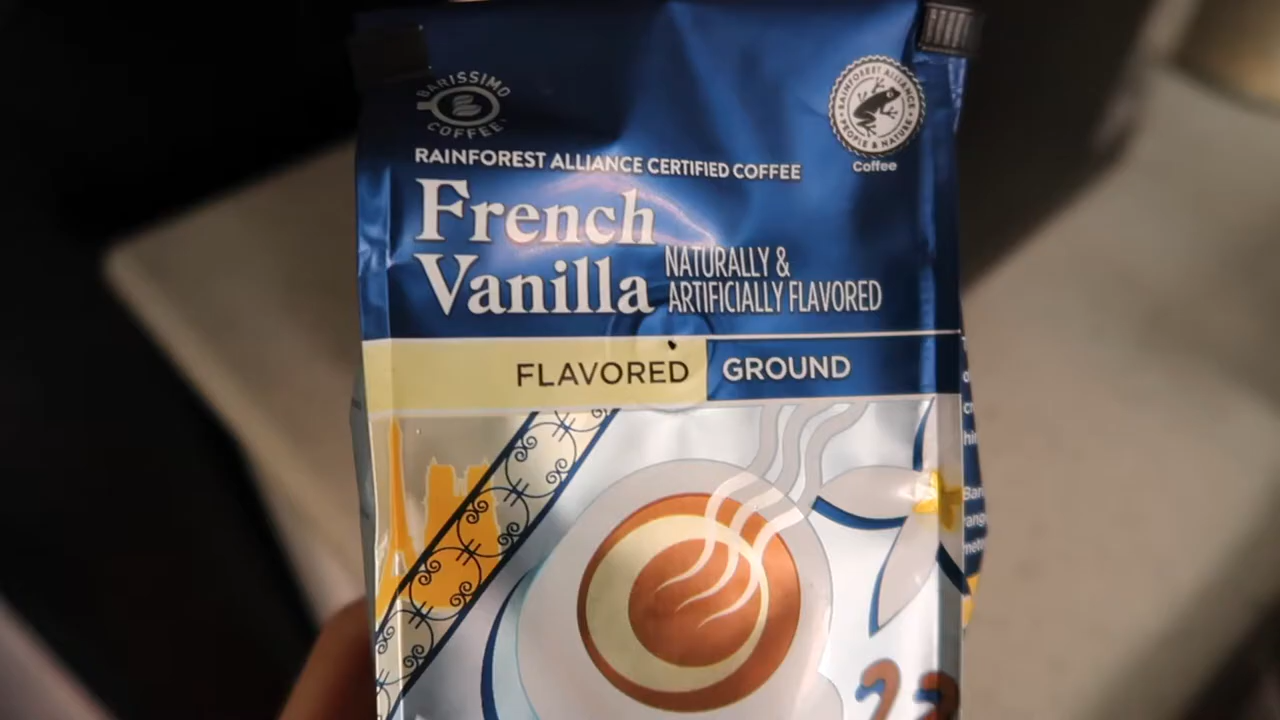 BARISSIMO
COFFEE
RAINFOREST ALLIANCE
PEOPLE & NATURE
Coffee
RAINFOREST ALLIANCE CERTIFIED COFFEE
French
Vanilla
NATURALLY &
ARTIFICIALLY FLAVORED
FLAVORED
GROUND